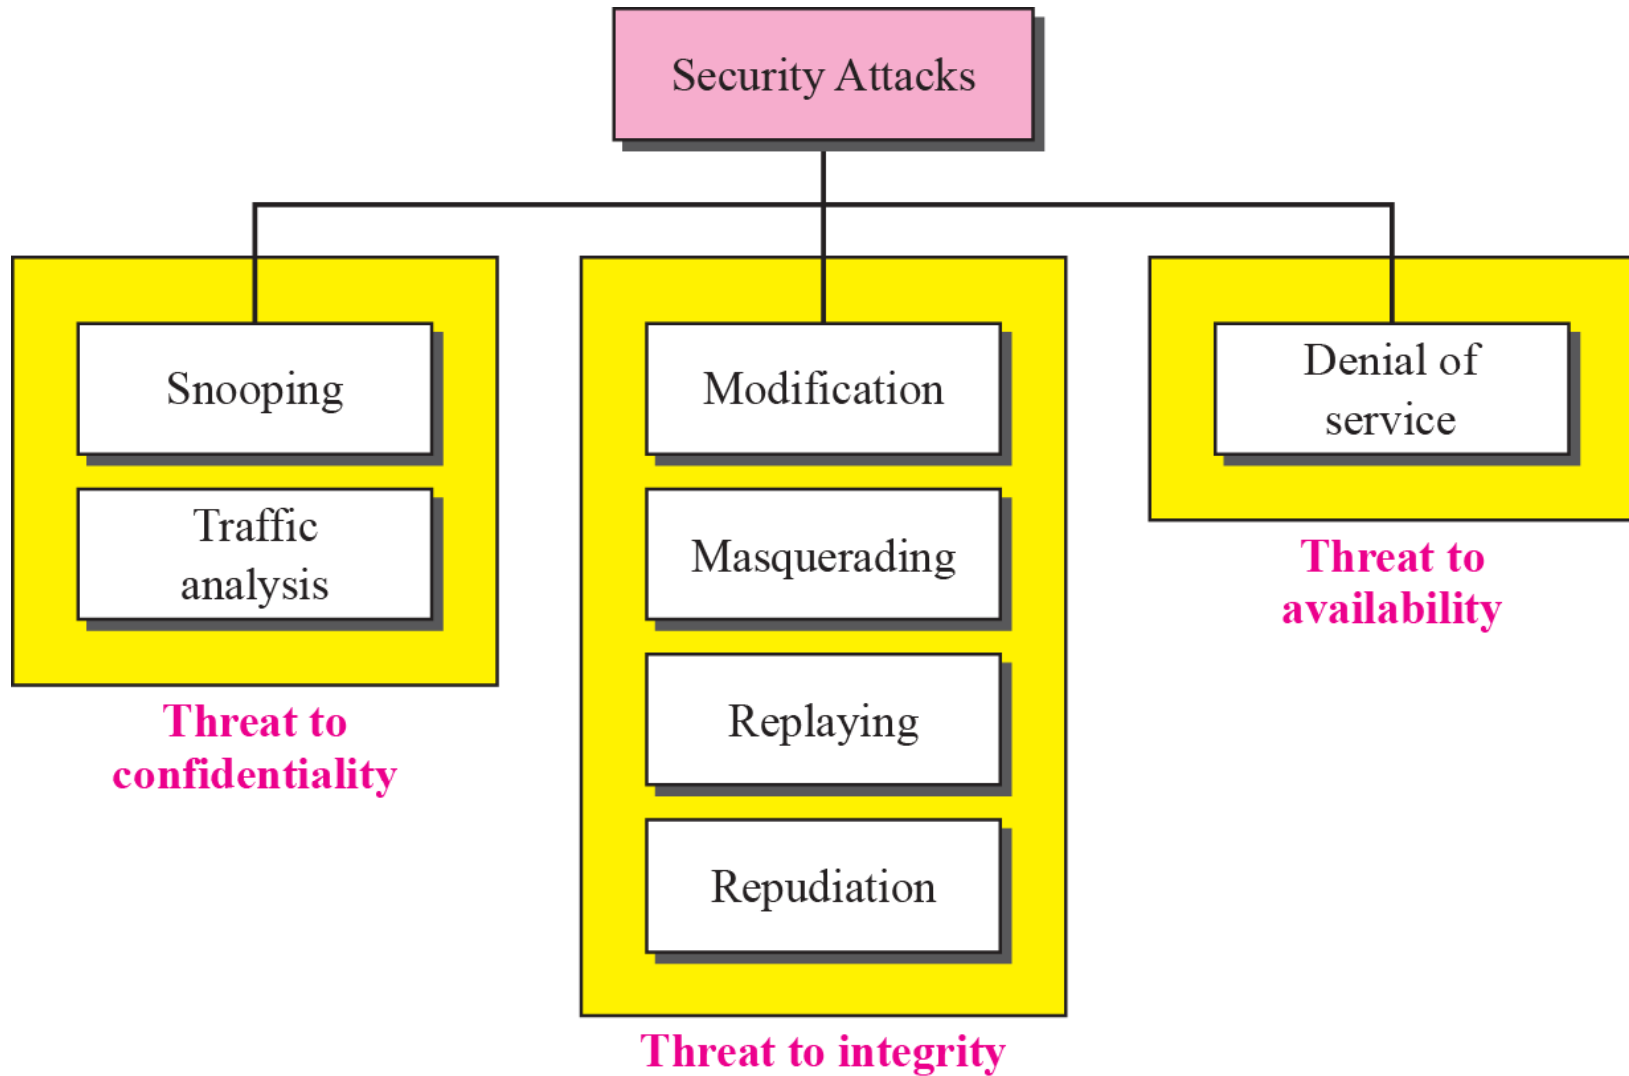 Security Attacks
Snooping
Traffic
analysis
Threat to
confidentiality
Modification
Masquerading
Replaying
Repudiation
Threat to integrity
Denial of
service
Threat to
availability